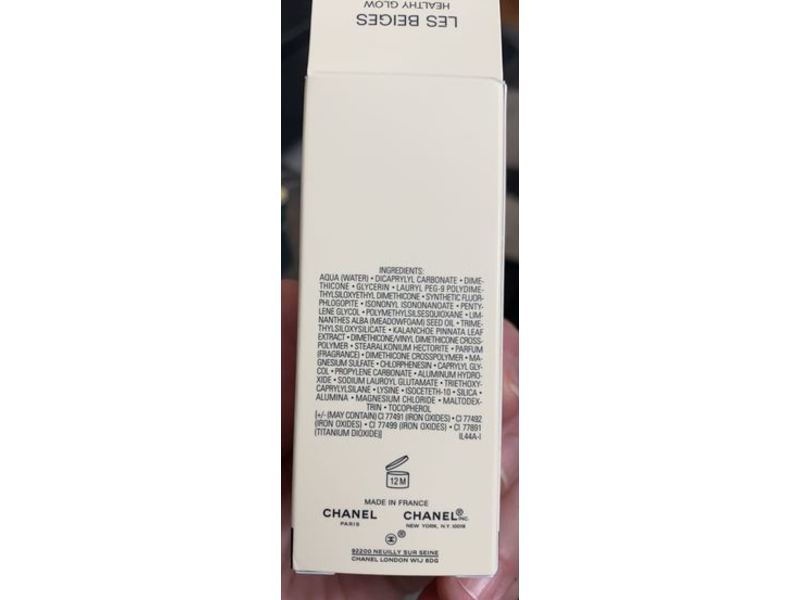 LES BEIGES
HEALTHY GLOW
INGREDIENTS:
AQUA (WATER) • DICAPRYLYL CARBONATE • DIME-
THICONE • GLYCERIN • LAURYL PEG-9 POLYDIME-
THYLSILOXYETHYL DIMETHICONE • SYNTHETIC FLUOR-
PHLOGOPITE • ISONONYL ISONONANOATE • PENTY-
LENE GLYCOL • POLYMETHYLSILSESQUIOXANE • LIM-
NANTHES ALBA (MEADOWFOAM) SEED OIL • TRIME-
THYLSILOXYSILICATE • KALANCHOE PINNATA LEAF
EXTRACT • DIMETHICONE/VINYL DIMETHICONE CROSS-
POLYMER • STEARALKONIUM HECTORITE • PARFUM
(FRAGRANCE) • DIMETHICONE CROSSPOLYMER • MA-
GNESIUM SULFATE • CHLORPHENESIN • CAPRYLYL GLY-
COL • PROPYLENE CARBONATE • ALUMINUM HYDRO-
XIDE • SODIUM LAUROYL GLUTAMATE • TRIETHOXY-
CAPRYLYLSILANE • LYSINE • ISOCETETH-10 • SILICA •
ALUMINA • MAGNESIUM CHLORIDE • MALTODEX-
TRIN • TOCOPHEROL
[+/- (MAY CONTAIN) CI 77491 (IRON OXIDES) • CI 77492
(IRON OXIDES) • CI 77499 (IRON OXIDES) • CI 77891
(TITANIUM DIOXIDE)] IL44A-I
12 M
MADE IN FRANCE
CHANEL CHANEL® INC.
PARIS NEW YORK, N.Y. 10019
®
92200 NEUILLY SUR SEINE
CHANEL LONDON W1J 6DG